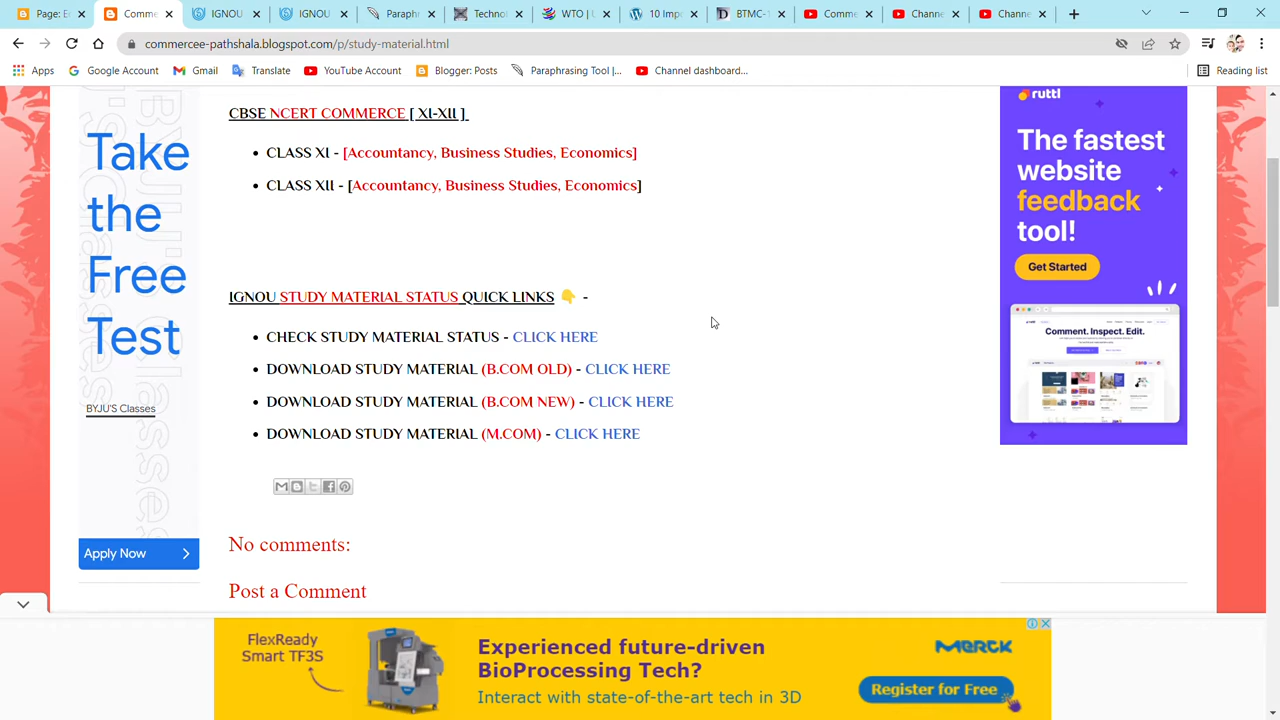 Page: E
Comme
IGNOU
IGNOU
Paraphr
Technol
WTO | L
10 Impo
BTMC-1
Comme
Channe
Channe
commercee-pathshala.blogspot.com/p/study-material.html
Apps
Google Account
Gmail
Translate
YouTube Account
Blogger: Posts
Paraphrasing Tool |...
Channel dashboard...
Reading list
Take
the
Free
Test
BYJU'S Classes
Apply Now
CBSE NCERT COMMERCE [ XI-XII ]
CLASS XI - [Accountancy, Business Studies, Economics]
CLASS XII - [Accountancy, Business Studies, Economics]
IGNOU STUDY MATERIAL STATUS QUICK LINKS 👇 -
CHECK STUDY MATERIAL STATUS - CLICK HERE
DOWNLOAD STUDY MATERIAL (B.COM OLD) - CLICK HERE
DOWNLOAD STUDY MATERIAL (B.COM NEW) - CLICK HERE
DOWNLOAD STUDY MATERIAL (M.COM) - CLICK HERE
No comments:
Post a Comment
ruttl
The fastest
website
feedback
tool!
Get Started
Comment. Inspect. Edit.
FlexReady
Smart TF3S
Experienced future-driven
BioProcessing Tech?
Interact with state-of-the-art tech in 3D
MERCK
Register for Free